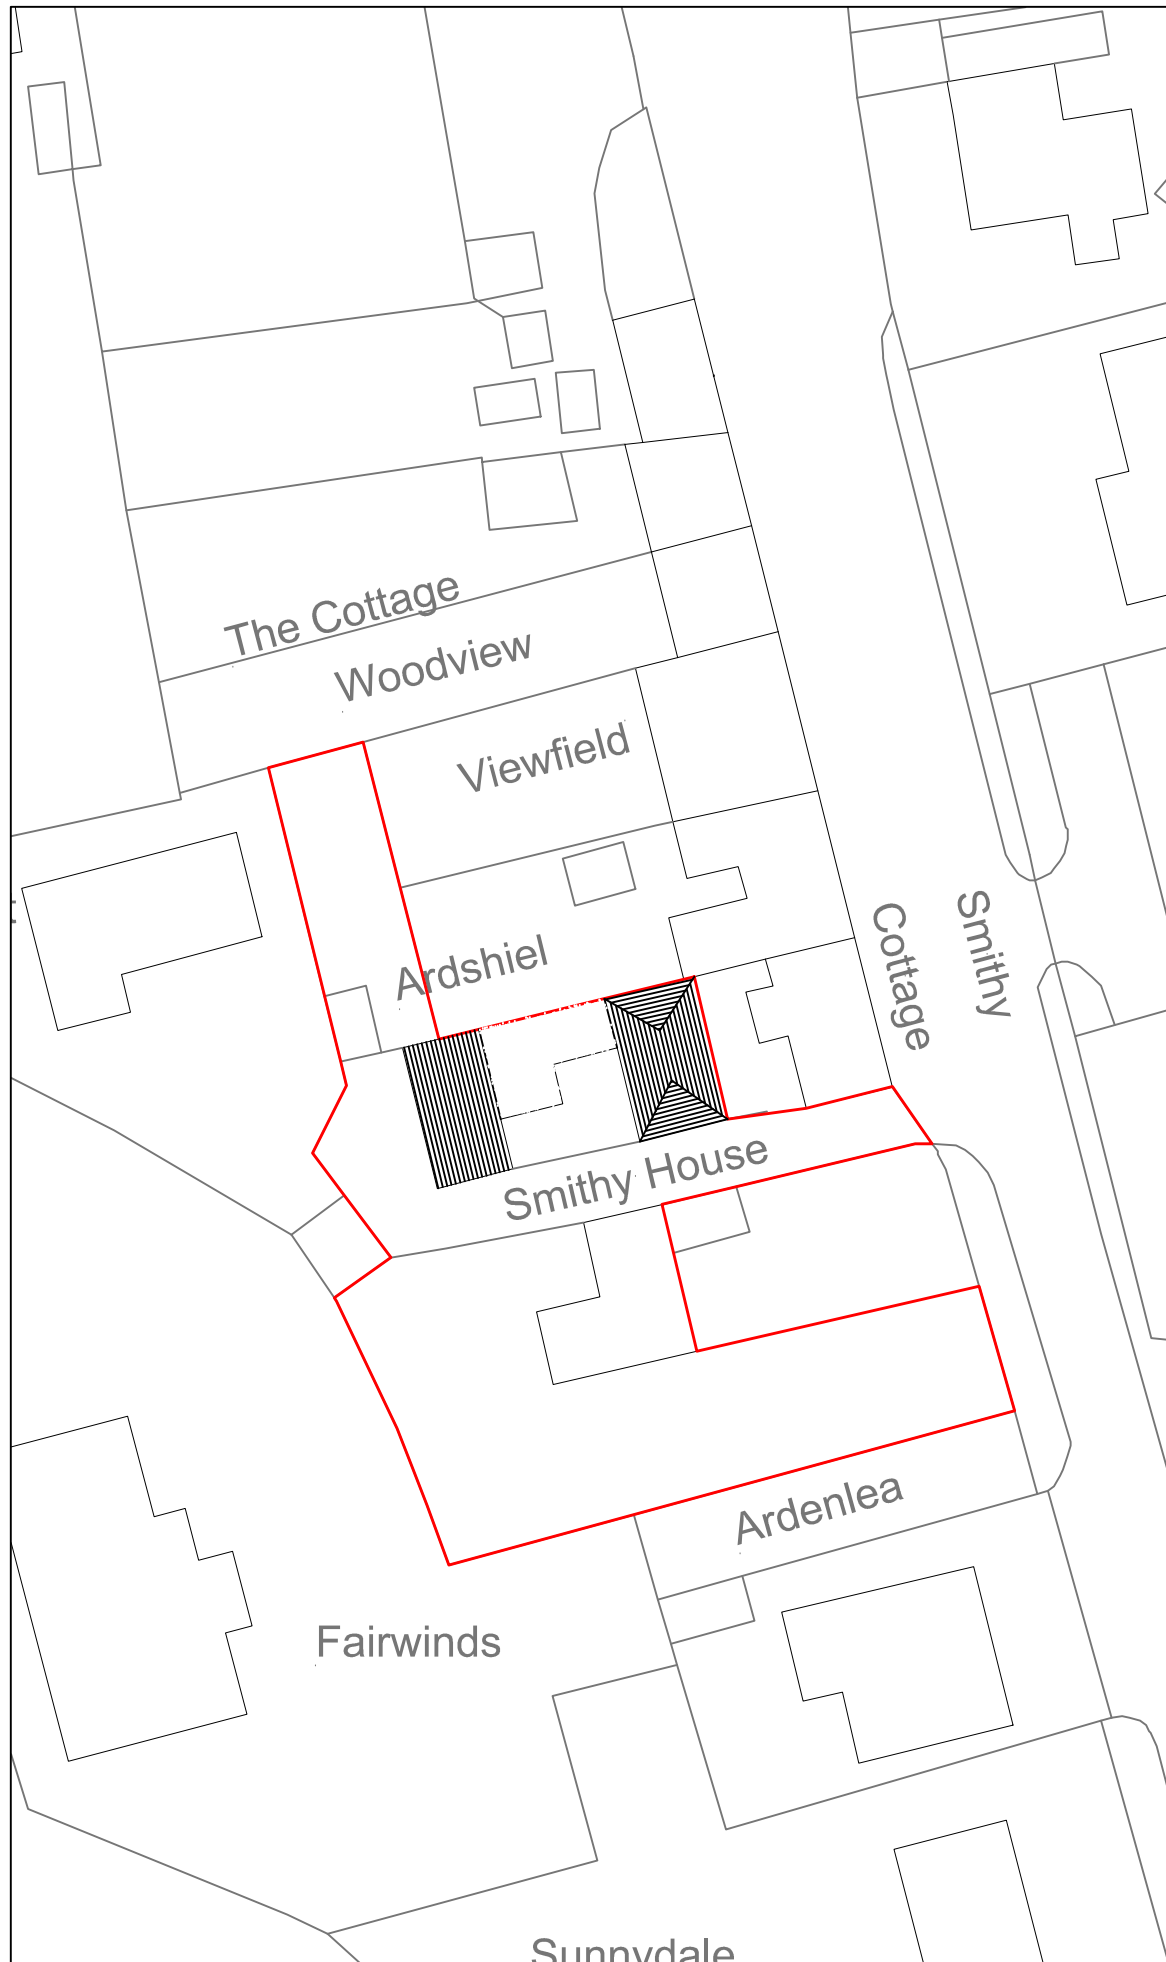 The Cottage
Woodview
Viewfield
Ardshiel
Smithy
Cottage
Smithy House
Ardenlea
Fairwinds
Sunnydale